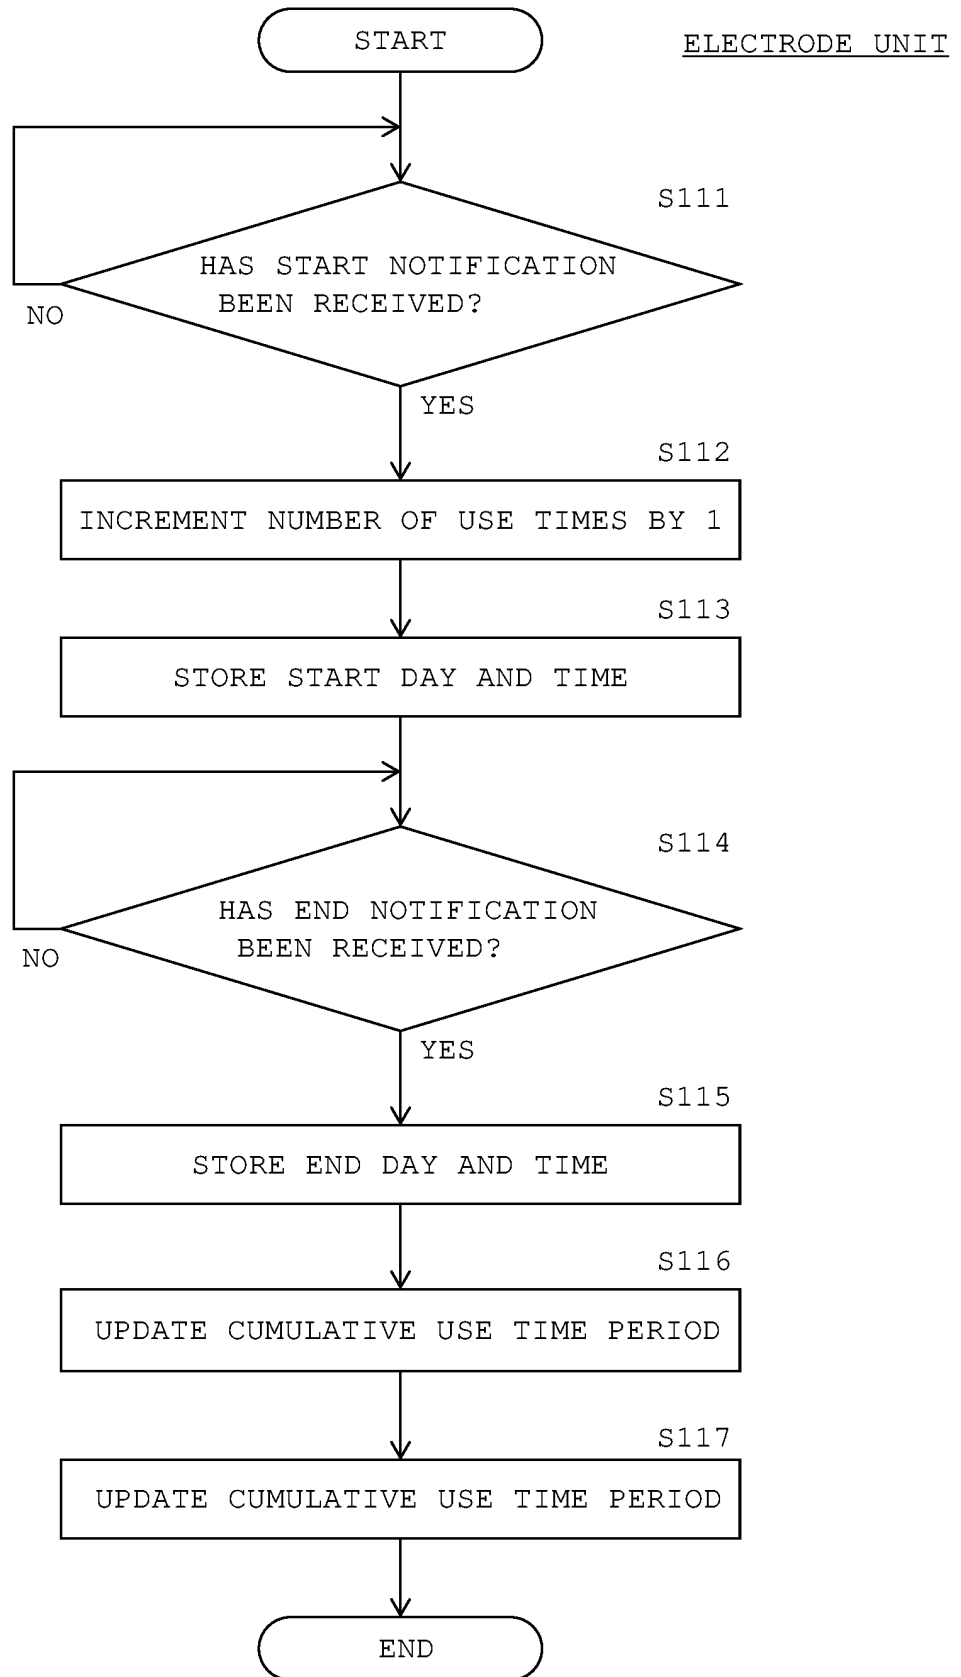 START
ELECTRODE UNIT
S111
HAS START NOTIFICATION
BEEN RECEIVED?
NO
YES
S112
INCREMENT NUMBER OF USE TIMES BY 1
S113
STORE START DAY AND TIME
S114
HAS END NOTIFICATION
BEEN RECEIVED?
NO
YES
S115
STORE END DAY AND TIME
S116
UPDATE CUMULATIVE USE TIME PERIOD
S117
UPDATE CUMULATIVE USE TIME PERIOD
END